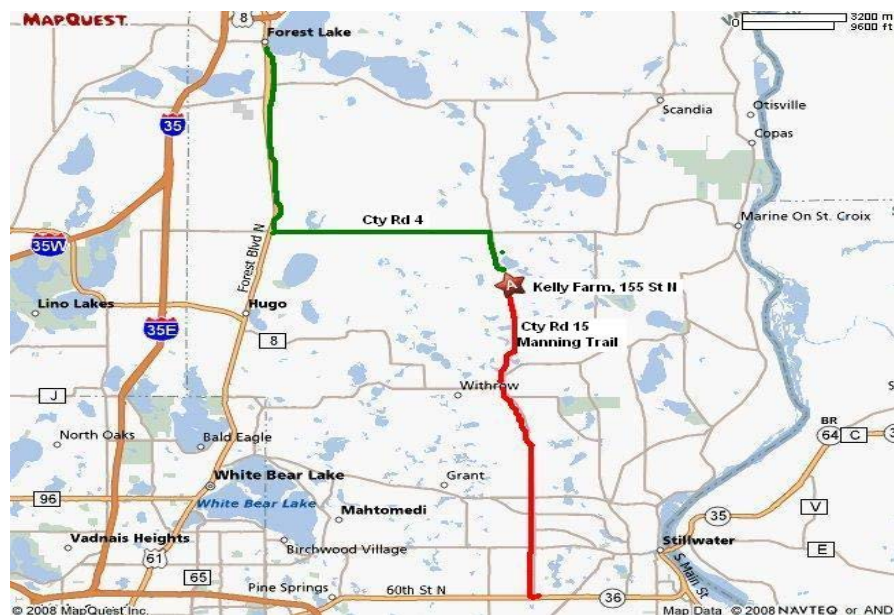 MAPQUEST
8
Forest Lake
0 3200 m
9600 ft
35
Scandia
Otisville
Copas
Cty Rd 4
Marine On St. Croix
35W
Forest Blvd N
Kelly Farm, 155 St N
Lino Lakes
Hugo
Cty Rd 15
Manning Trail
35E
8
J
Withrow
BR
64
C
North Oaks
Bald Eagle
White Bear Lake
Grant
96
White Bear Lake
Mahtomedi
35
V
Vadnais Heights
61
Birchwood Village
Stillwater
E
65
Pine Springs
60th St N
36
S Main St
© 2008 MapQuest Inc.
Map Data © 2008 NAVTEQ or AND